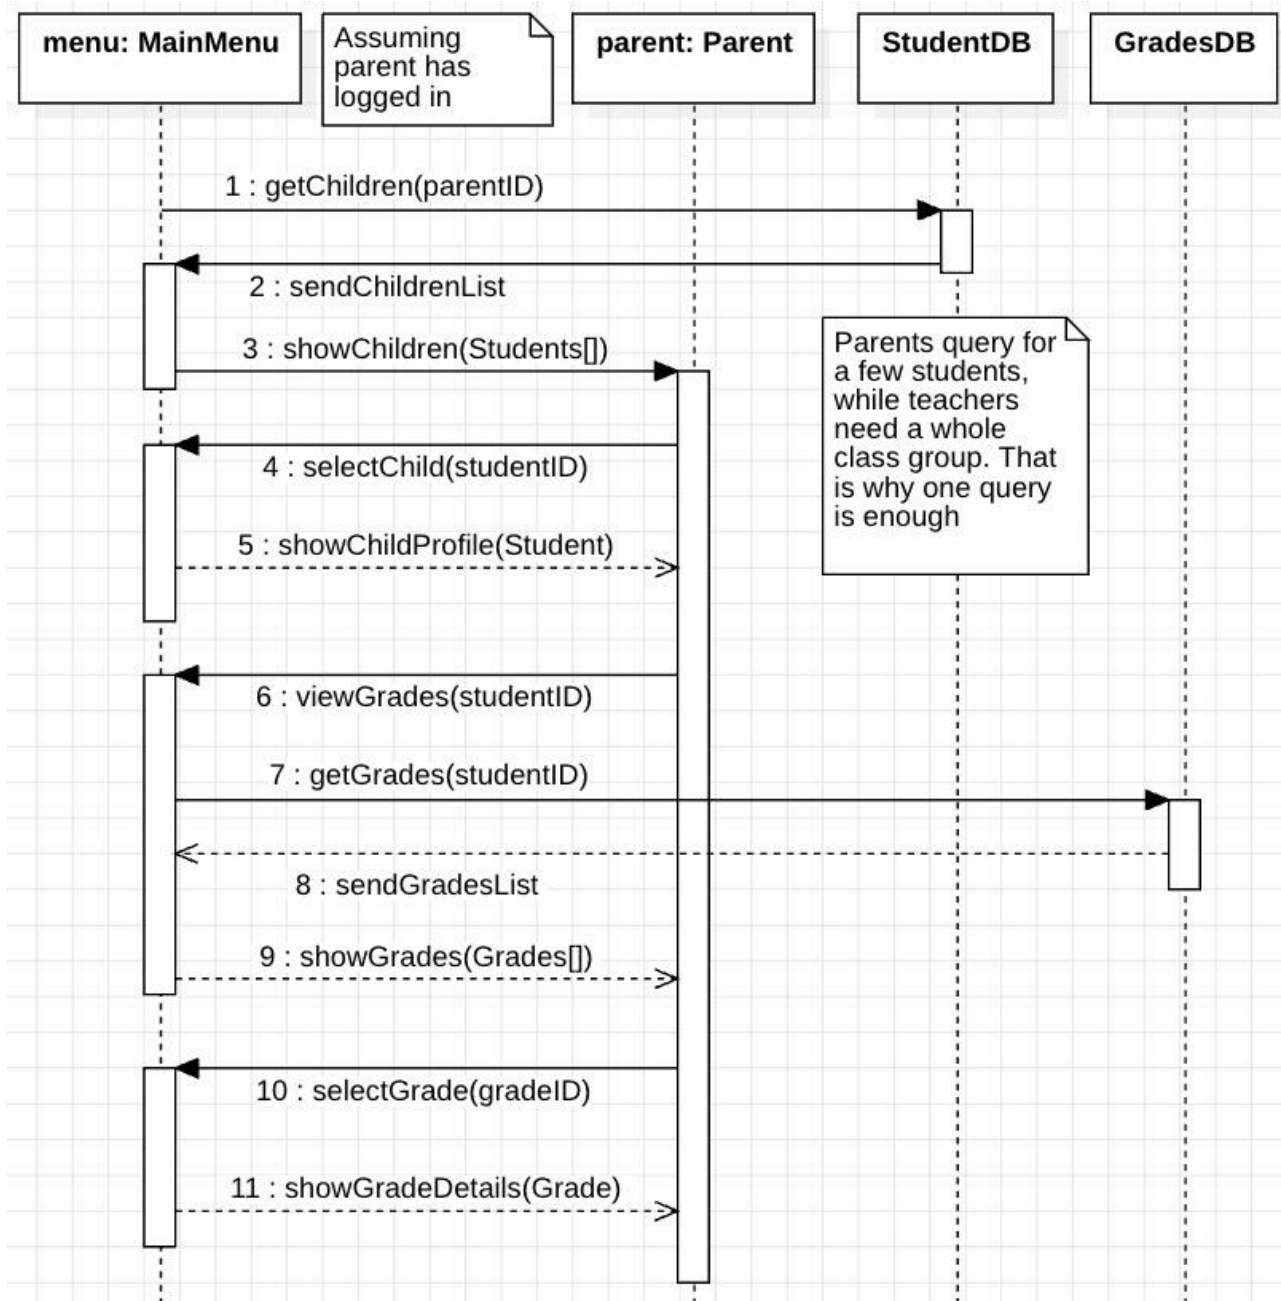 menu: MainMenu
Assuming
parent has
logged in
parent: Parent
StudentDB
GradesDB
1 : getChildren(parentID)
2 : sendChildrenList
3 : showChildren(Students[])
Parents query for
a few students,
while teachers
need a whole
class group. That
is why one query
is enough
4 : selectChild(studentID)
5 : showChildProfile(Student)
6 : viewGrades(studentID)
7 : getGrades(studentID)
8 : sendGradesList
9 : showGrades(Grades[])
10 : selectGrade(gradeID)
11 : showGradeDetails(Grade)